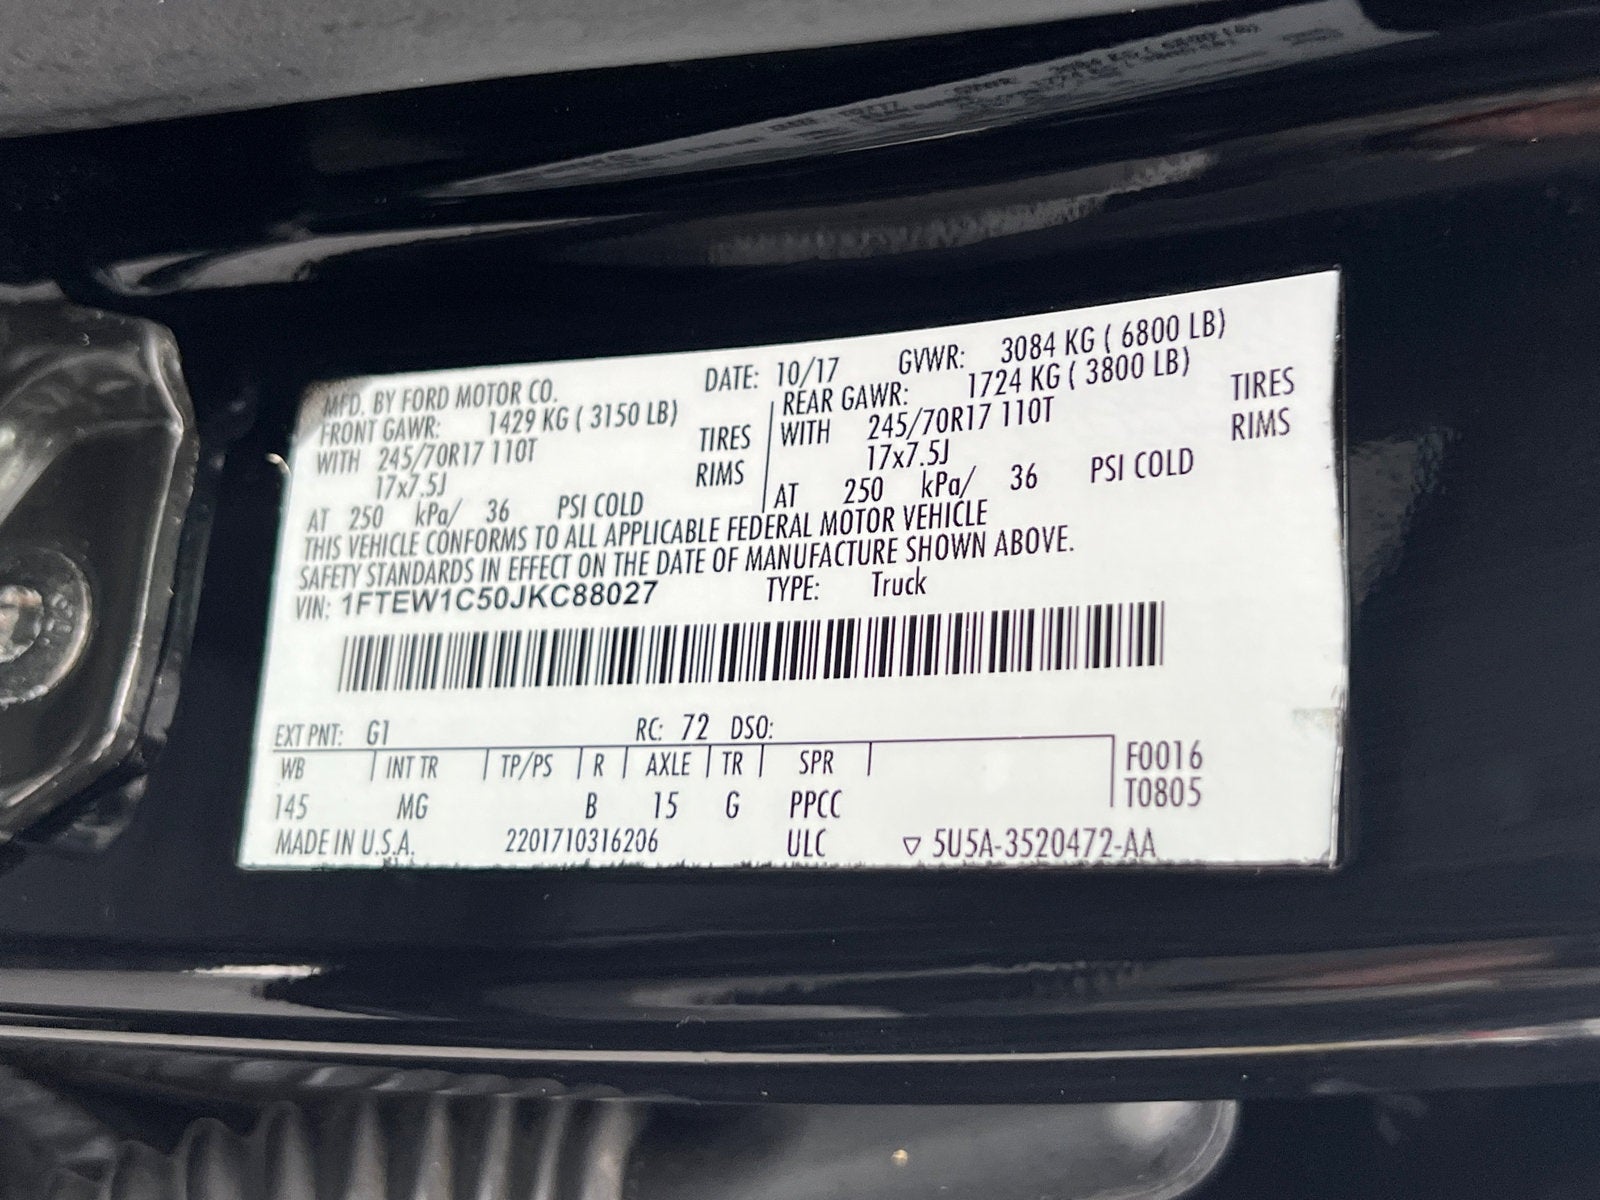 MFD. BY FORD MOTOR CO. DATE: 10/17 GVWR: 3084 KG ( 6800 LB)
FRONT GAWR: 1429 KG ( 3150 LB) REAR GAWR: 1724 KG ( 3800 LB)
WITH 245/70R17 110T TIRES WITH 245/70R17 110T TIRES
17x7.5J RIMS 17x7.5J RIMS
AT 250 kPa/ 36 PSI COLD AT 250 kPa/ 36 PSI COLD
THIS VEHICLE CONFORMS TO ALL APPLICABLE FEDERAL MOTOR VEHICLE
SAFETY STANDARDS IN EFFECT ON THE DATE OF MANUFACTURE SHOWN ABOVE.
VIN: 1FTEW1C50JKC88027 TYPE: Truck
EXT PNT: G1 RC: 72 DSO:
WB INT TR TP/PS R AXLE TR SPR F0016
145 MG B 15 G PPCC T0805
MADE IN U.S.A. 2201710316206 ULC ▽ 5U5A-3520472-AA